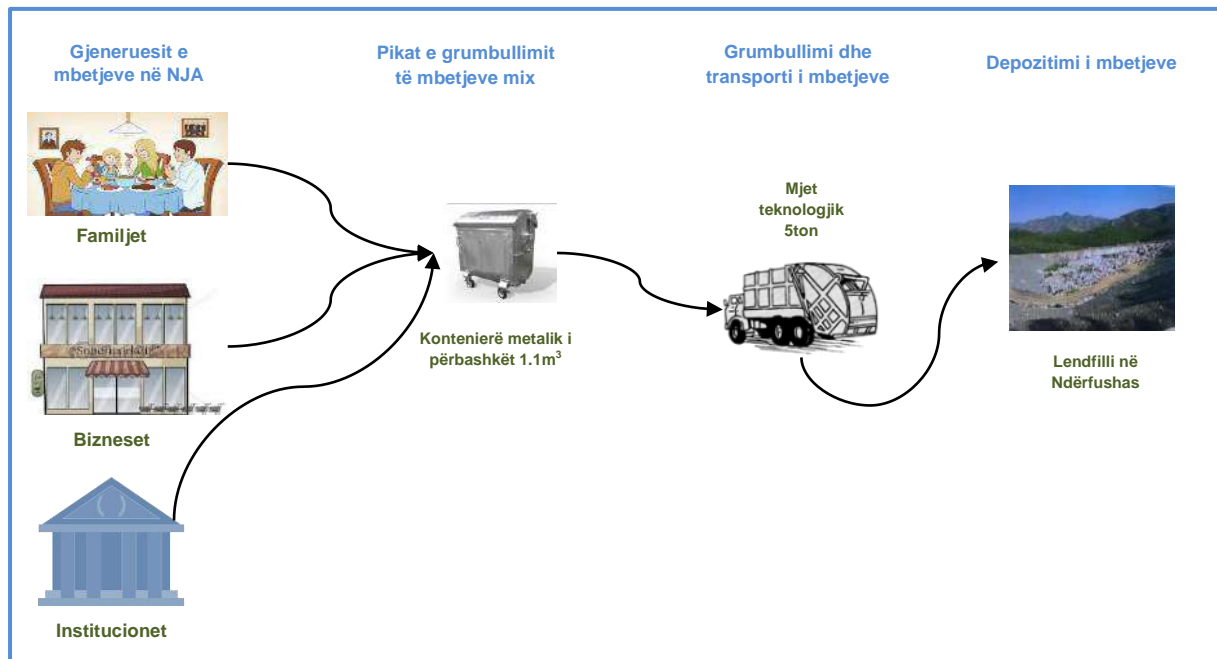 Gjeneruesit e
mbetjeve në NJA
Pikat e grumbullimit
të mbetjeve mix
Grumbullimi dhe
transporti i mbetjeve
Depozitimi i mbetjeve
Familjet
Bizneset
Institucionet
Kontenierë metalik i
përbashkët 1.1m³
Mjet
teknologjik
5ton
Lendfilli në
Ndërfushas